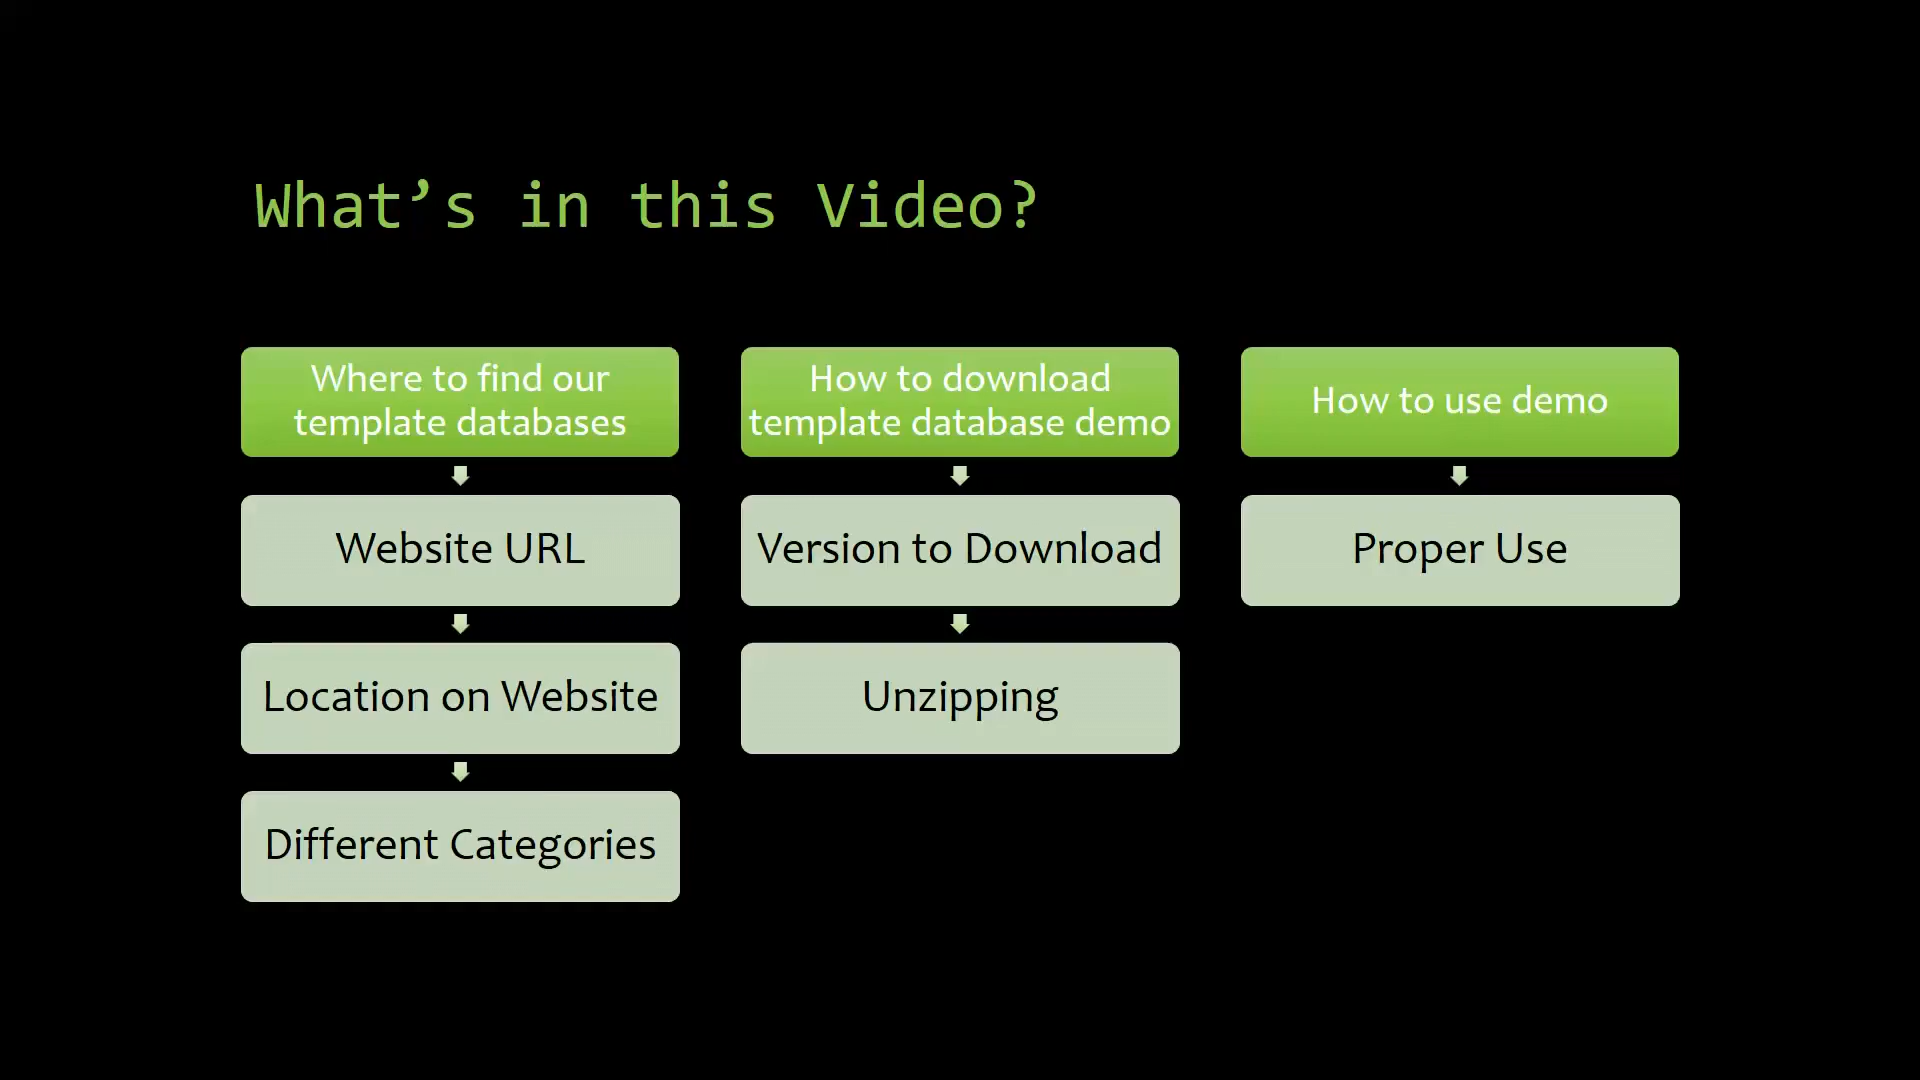 What’s in this Video?
Where to find our
template databases
Website URL
Location on Website
Different Categories
How to download
template database demo
Version to Download
Unzipping
How to use demo
Proper Use